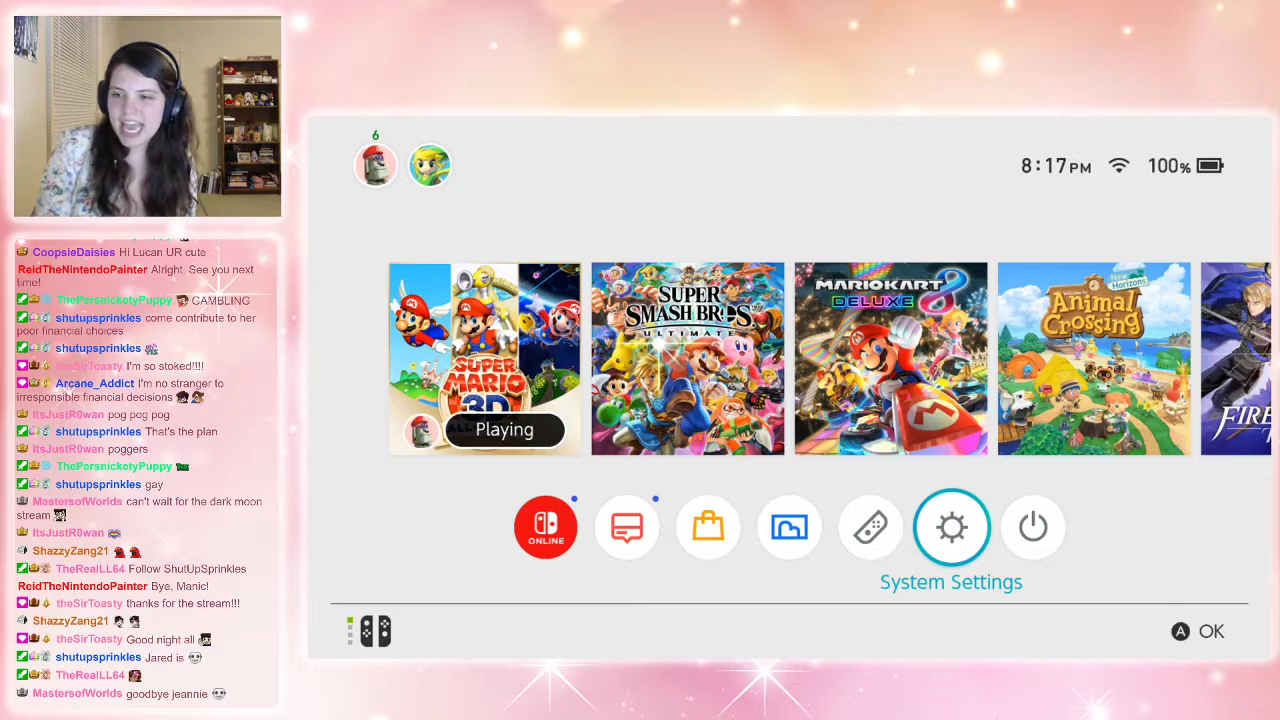 CoopsieDaisies Hi Lucan UR cute
ReidTheNintendoPainter Alright. See you next
time!
ThePersnicketyPuppy GAMBLING
shutupsprinkles come contribute to her
poor financial choices
shutupsprinkles
theSirToasty I'm so stoked!!!!
Arcane_Addict I'm no stranger to
irresponsible financial decisions
ItsJustR0wan pog pog pog
shutupsprinkles That's the plan
ItsJustR0wan poggers
ThePersnicketyPuppy
shutupsprinkles gay
MastersofWorlds can't wait for the dark moon
stream
ItsJustR0wan
ShazzyZang21
TheRealLL64 Follow ShutUpSprinkles
ReidTheNintendoPainter Bye, Manic!
theSirToasty thanks for the stream!!!
ShazzyZang21
theSirToasty Good night all
shutupsprinkles Jared is
TheRealLL64
MastersofWorlds goodbye jeannie
6
8:17PM 100%
SUPER
MARIO
3D
Playing
SUPER
SMASH BROS.
ULTIMATE
MARIOKART 8
DELUXE
New
Horizons
Animal
Crossing
FIRE
ONLINE
System Settings
A OK